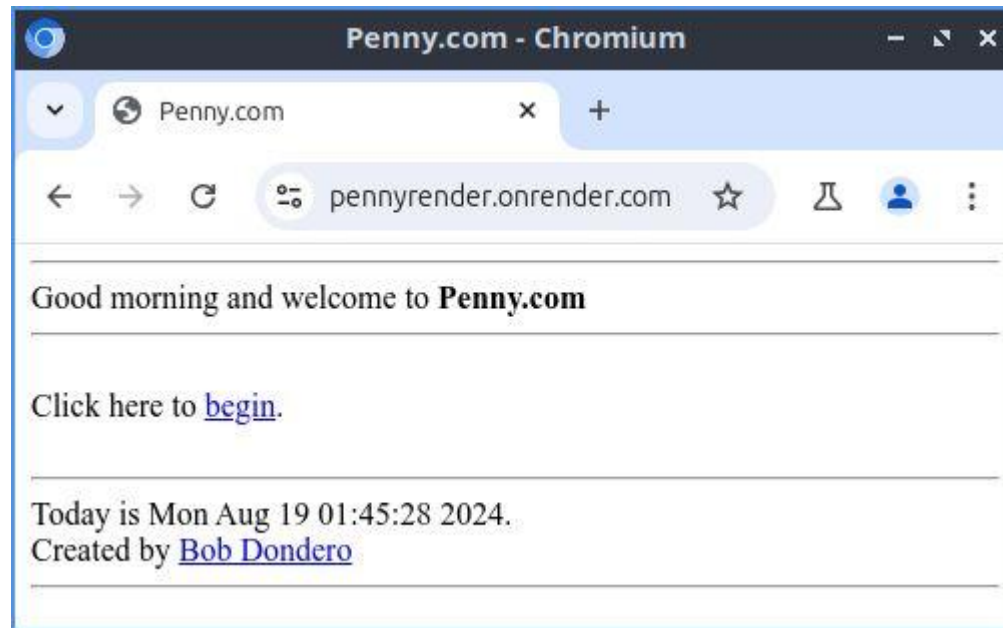 Penny.com - Chromium
Penny.com
pennyrender.onrender.com
Good morning and welcome to Penny.com
Click here to begin.
Today is Mon Aug 19 01:45:28 2024.
Created by Bob Dondero